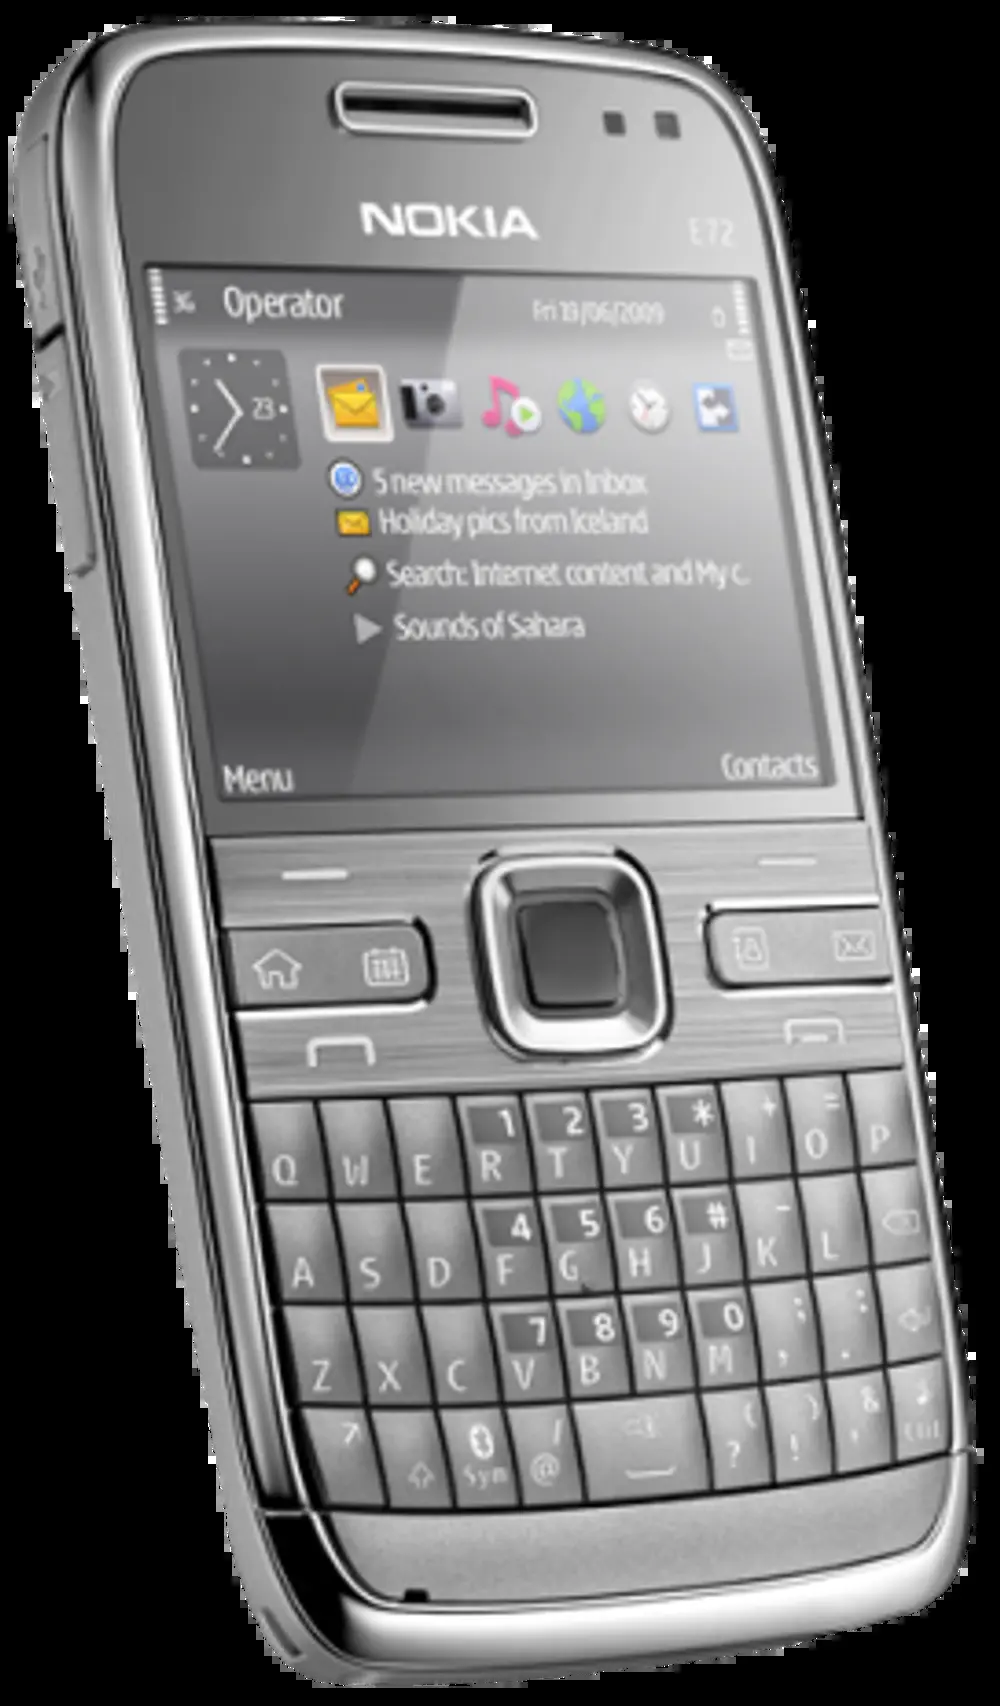 NOKIA
E72
3G Operator Fri 19/06/2009
23
5 new messages in Inbox
Holiday pics from Iceland
Search: Internet content and My c.
Sounds of Sahara
Menu Contacts
1 2 3 * + =
Q W E R T Y U I O P
4 5 6 # -
A S D F G H J K L
7 8 9 0 ; :
Z X C V B N M , .
/ ( ) &
Sym @ ? ! ' Ctrl